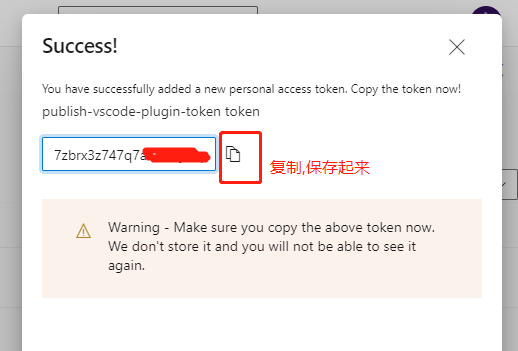 Success!
You have successfully added a new personal access token. Copy the token now!
publish-vscode-plugin-token token
7zbrx3z747q7a
复制,保存起来
Warning - Make sure you copy the above token now.
We don't store it and you will not be able to see it
again.